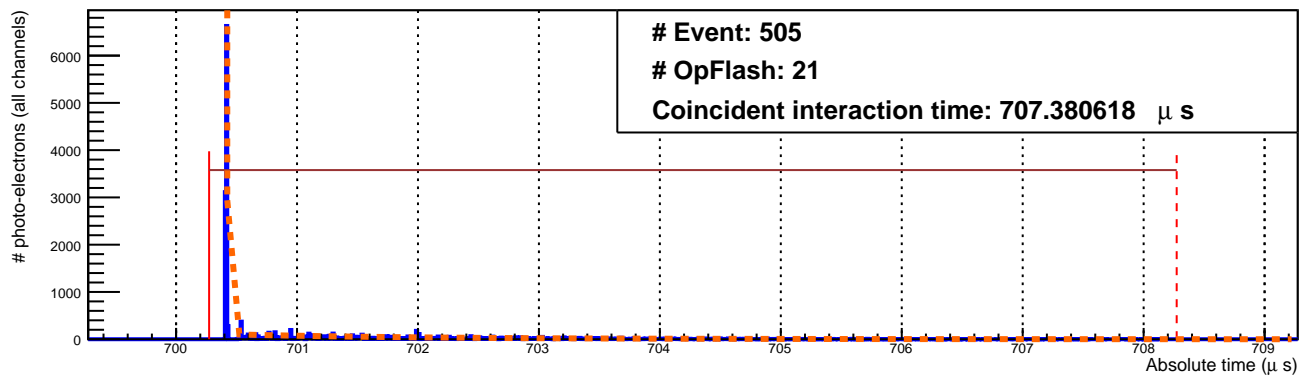 # Event: 505
# OpFlash: 21
Coincident interaction time: 707.380618 μ s
# photo-electrons (all channels)
6000
5000
4000
3000
2000
1000
0
700 701 702 703 704 705 706 707 708 709
Absolute time (μ s)